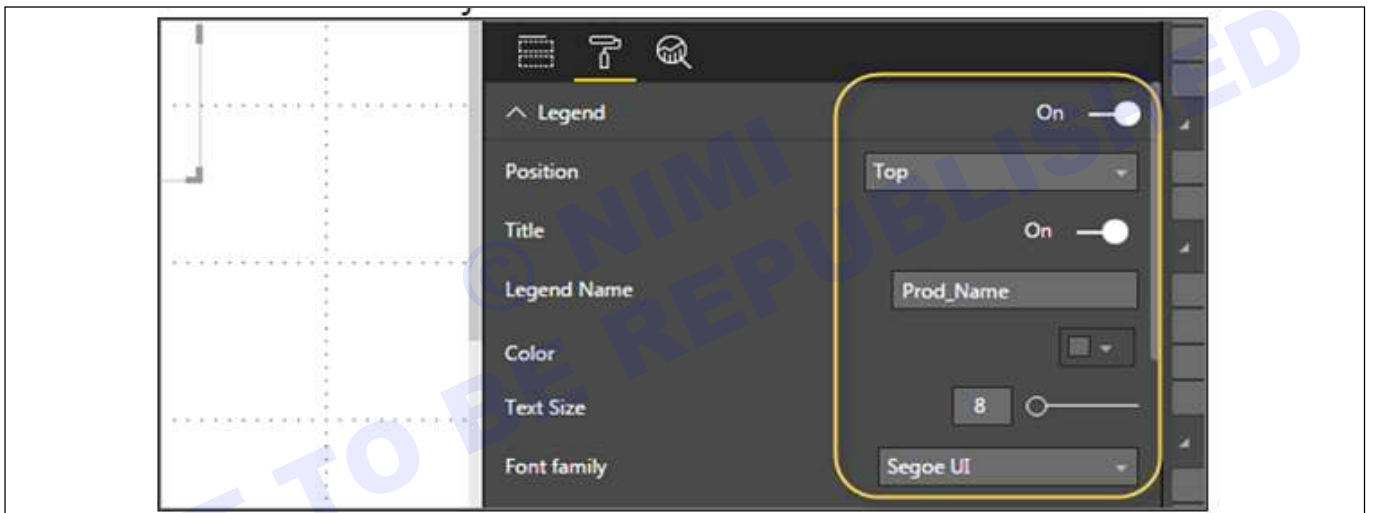 Legend On
Position Top
Title On
Legend Name Prod_Name
Color
Text Size 8
Font family Segoe UI
© NIMI
TO BE REPUBLISHED